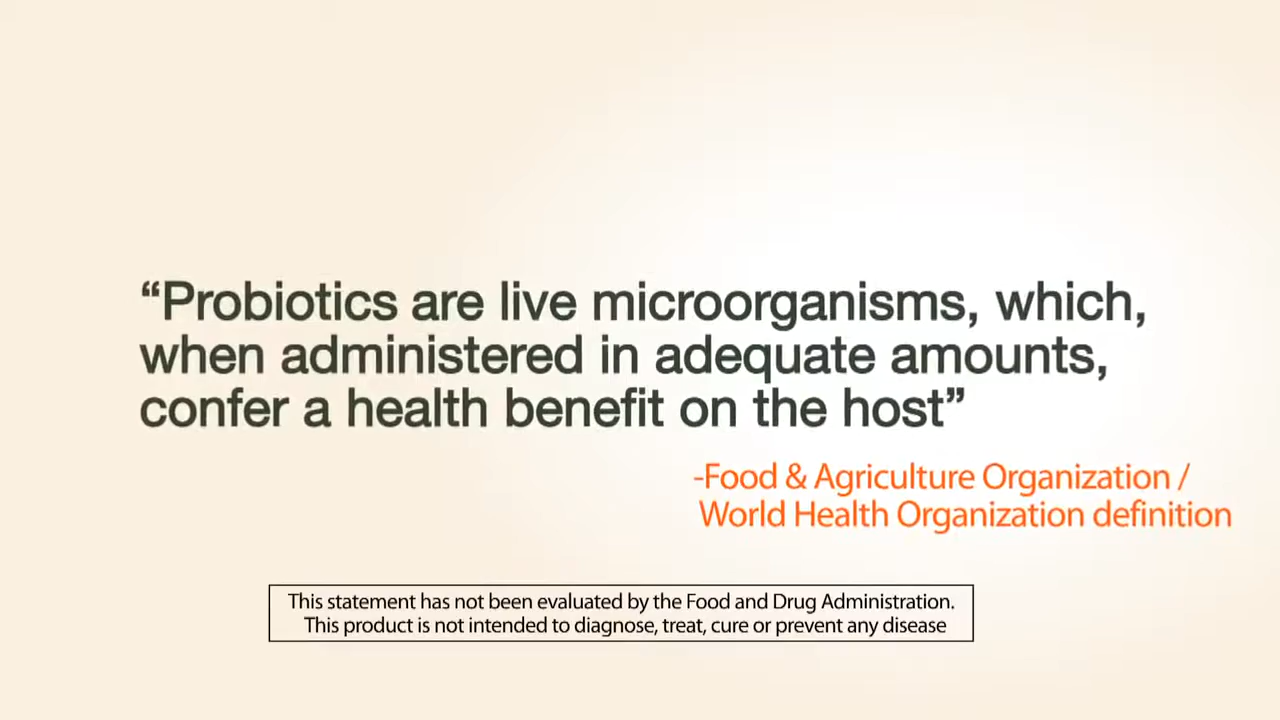 “Probiotics are live microorganisms, which,
when administered in adequate amounts,
confer a health benefit on the host”
-Food & Agriculture Organization /
World Health Organization definition
This statement has not been evaluated by the Food and Drug Administration.
This product is not intended to diagnose, treat, cure or prevent any disease